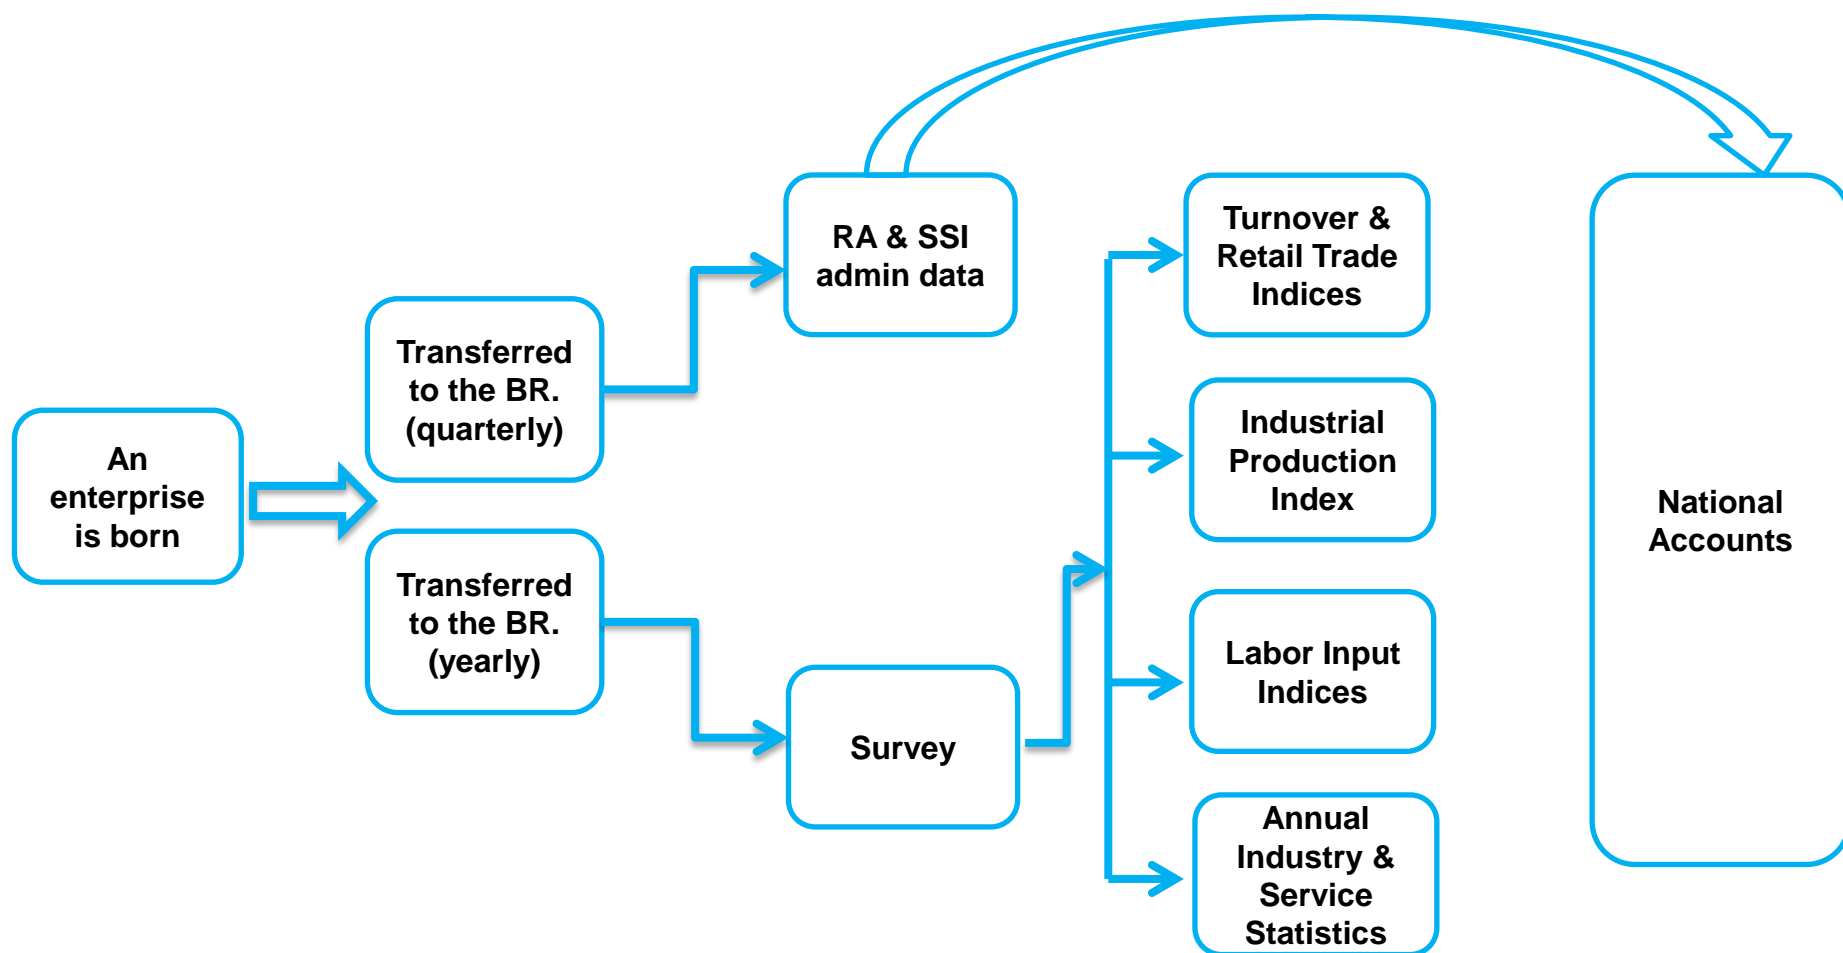 An
enterprise
is born
Transferred
to the BR.
(quarterly)
Transferred
to the BR.
(yearly)
RA & SSI
admin data
Survey
Turnover &
Retail Trade
Indices
Industrial
Production
Index
Labor Input
Indices
Annual
Industry &
Service
Statistics
National
Accounts